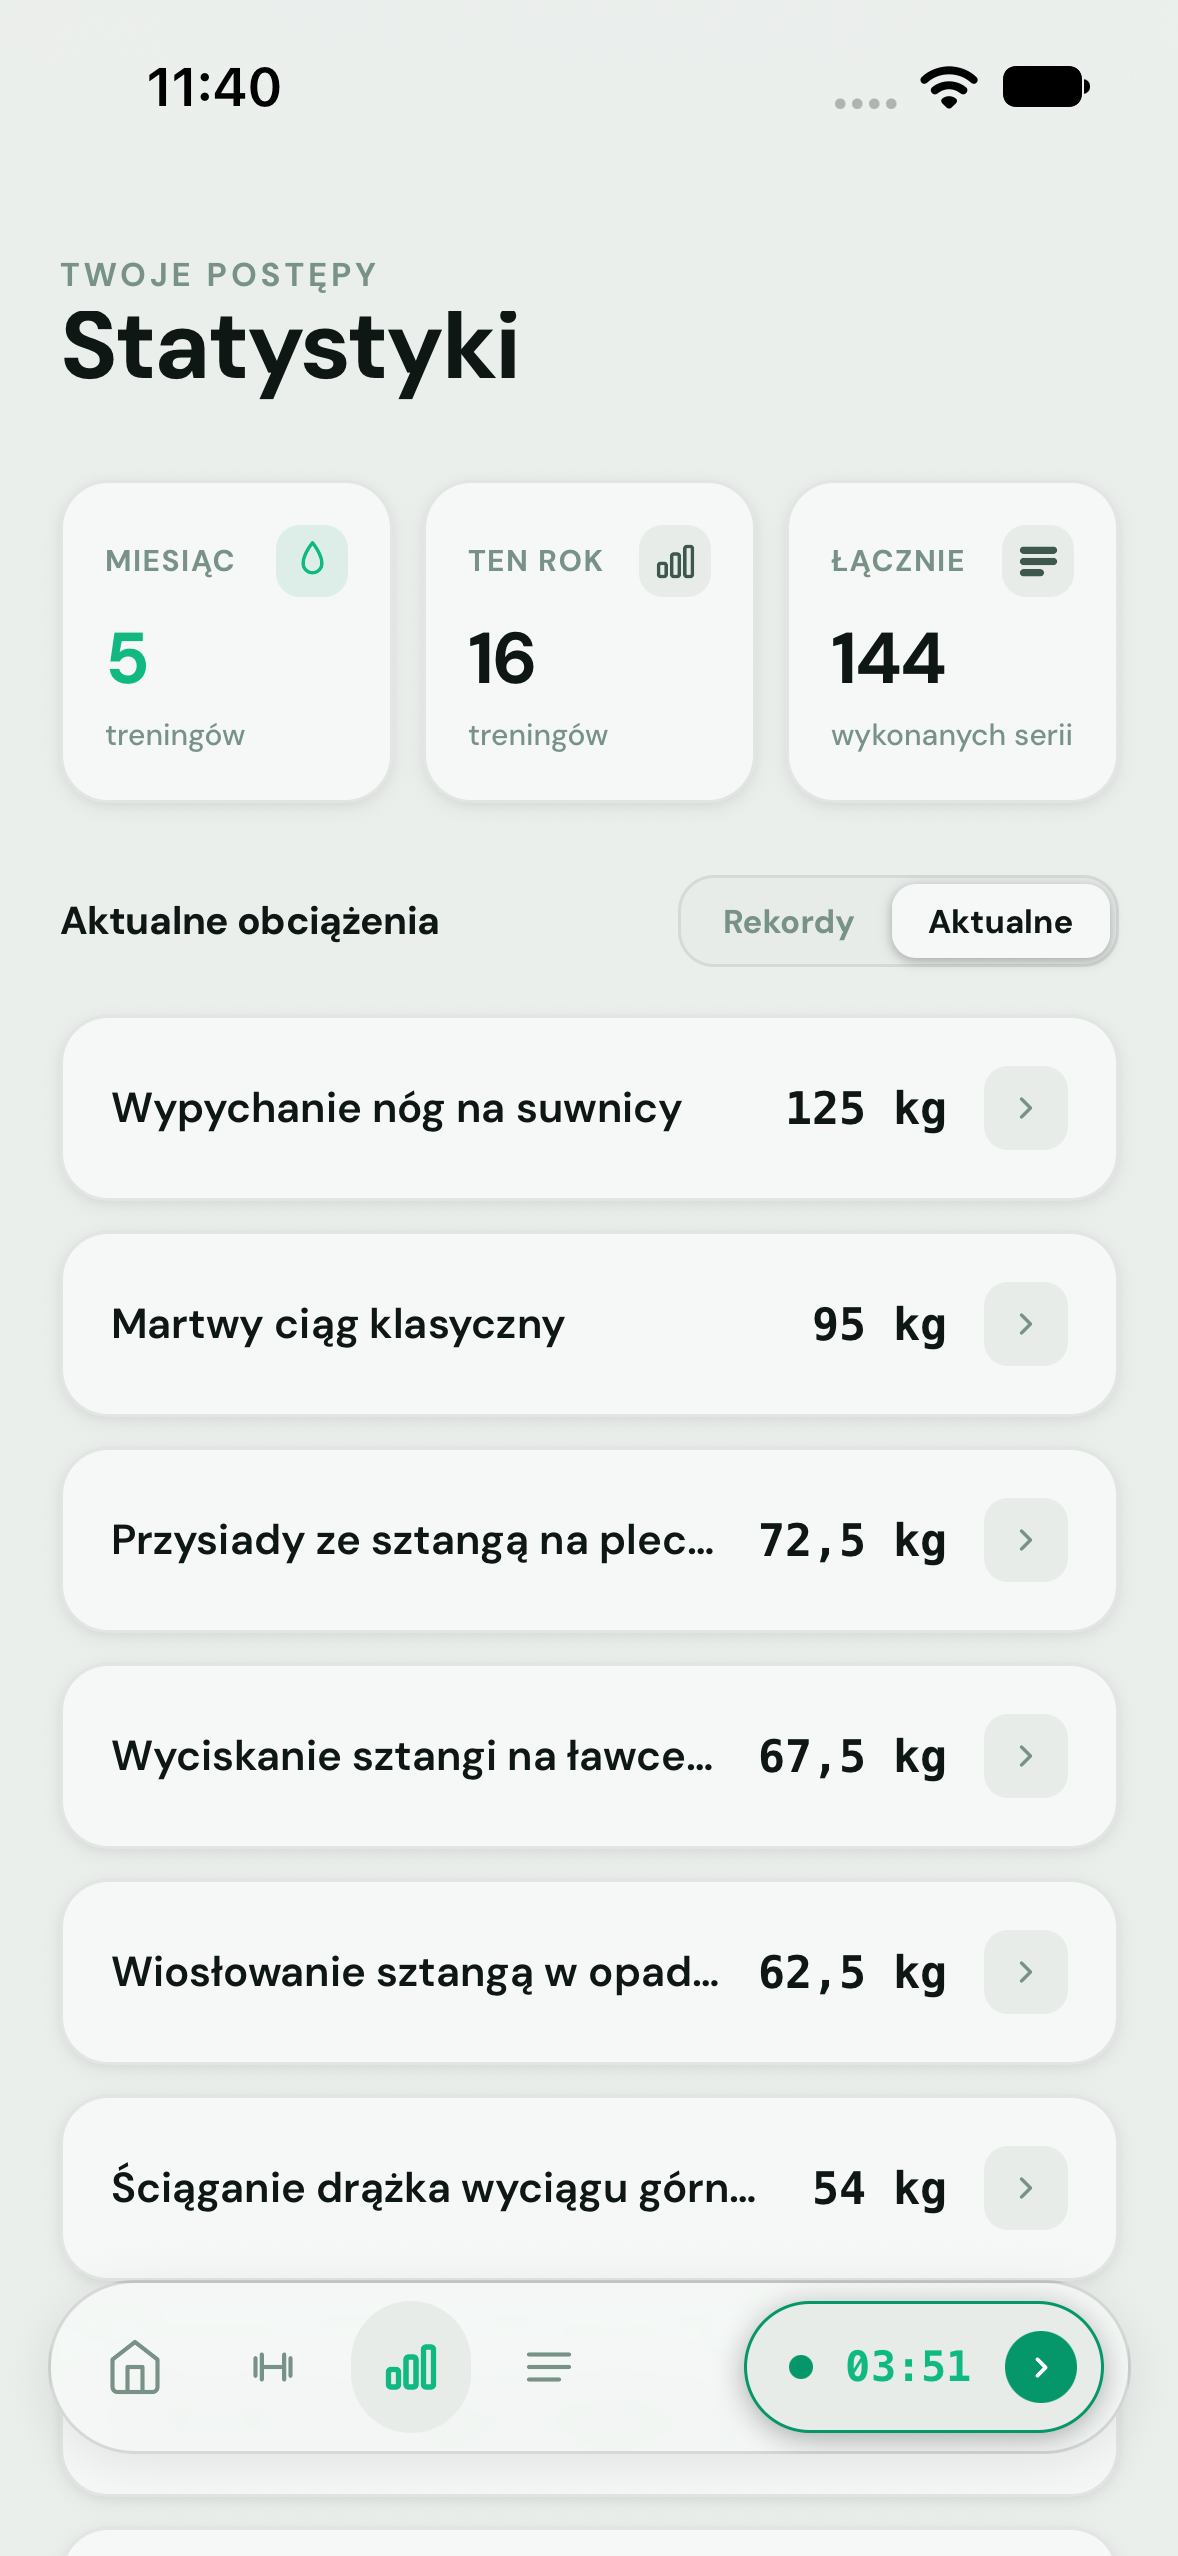 11:40
TWOJE POSTĘPY
Statystyki
MIESIĄC
5
treningów
TEN ROK
16
treningów
ŁĄCZNIE
144
wykonanych serii
Aktualne obciążenia
Rekordy
Aktualne
Wypychanie nóg na suwnicy 125 kg
Martwy ciąg klasyczny 95 kg
Przysiady ze sztangą na plec... 72,5 kg
Wyciskanie sztangi na ławce... 67,5 kg
Wiosłowanie sztangą w opad... 62,5 kg
Ściąganie drążka wyciągu górn... 54 kg
03:51